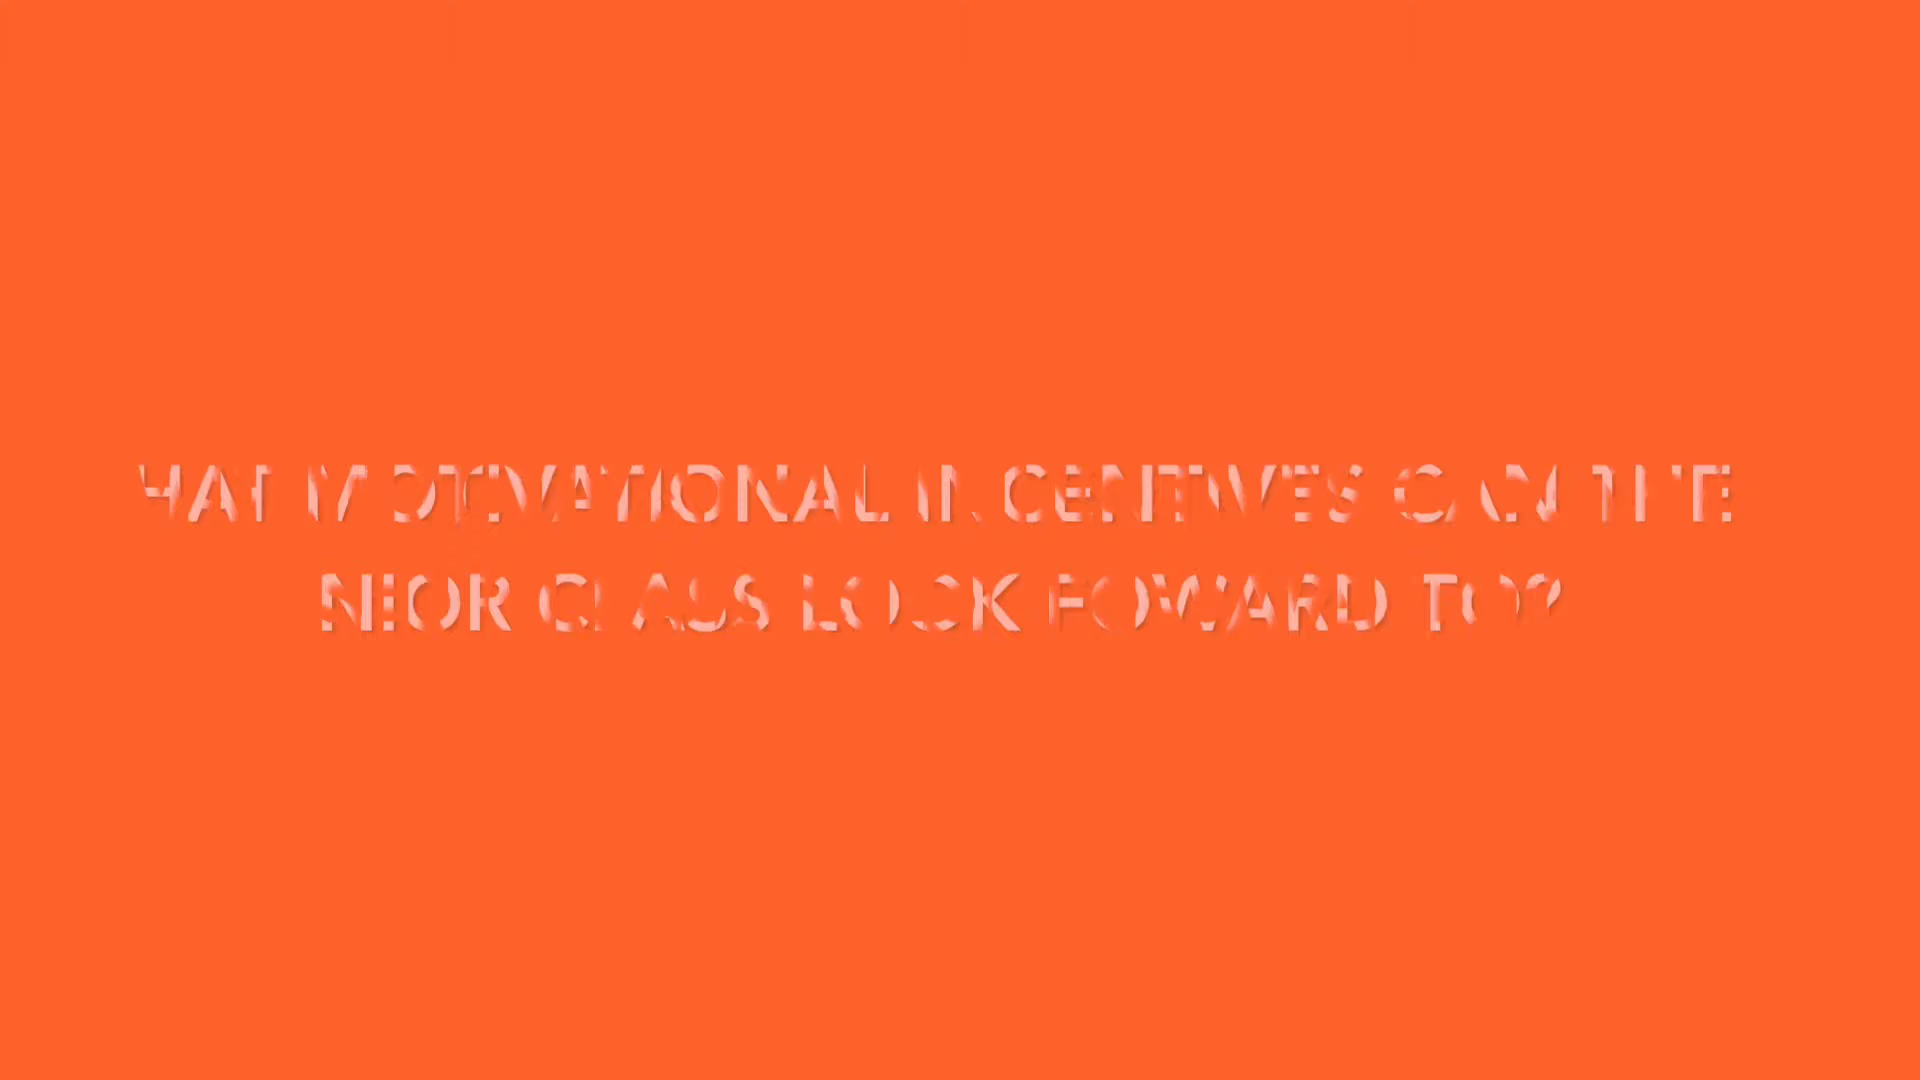 HAT MOTIVATIONAL INCENTIVES CAN THE
NIOR CLASS LOOK FOWARD TO?